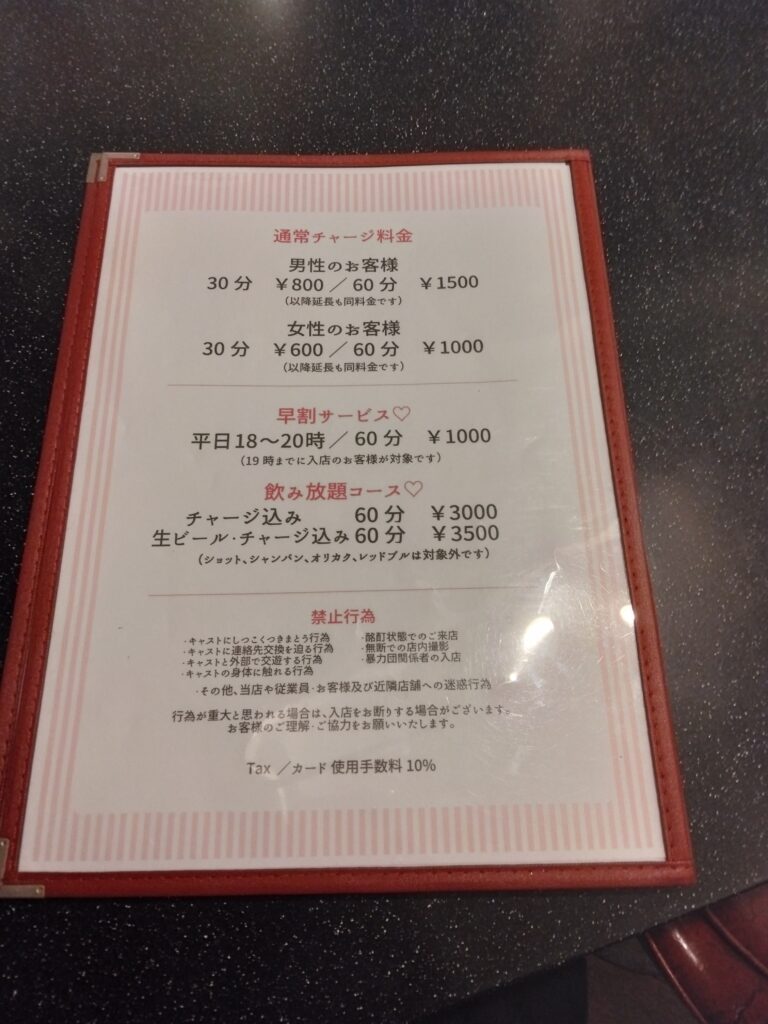 通常チャージ料金
男性のお客様
30分 ￥800／60分 ￥1500
（以降延長も同料金です）
女性のお客様
30分 ￥600／60分 ￥1000
（以降延長も同料金です）
早割サービス♡
平日18～20時／60分 ￥1000
（19時までに入店のお客様が対象です）
飲み放題コース♡
チャージ込み 60分 ￥3000
生ビール・チャージ込み60分 ￥3500
（ショット、シャンパン、オリカク、レッドブルは対象外です）
禁止行為
・キャストにしつこくつきまとう行為 ・酩酊状態でのご来店
・キャストに連絡先交換を迫る行為 ・無断での店内撮影
・キャストと外部で交遊する行為 ・暴力団関係者の入店
・キャストの身体に触れる行為
・その他、当店や従業員・お客様及び近隣店舗への迷惑行為
行為が重大と思われる場合は、入店をお断りする場合がございます。
お客様のご理解・ご協力をお願いいたします。
Tax ／カード使用手数料10%